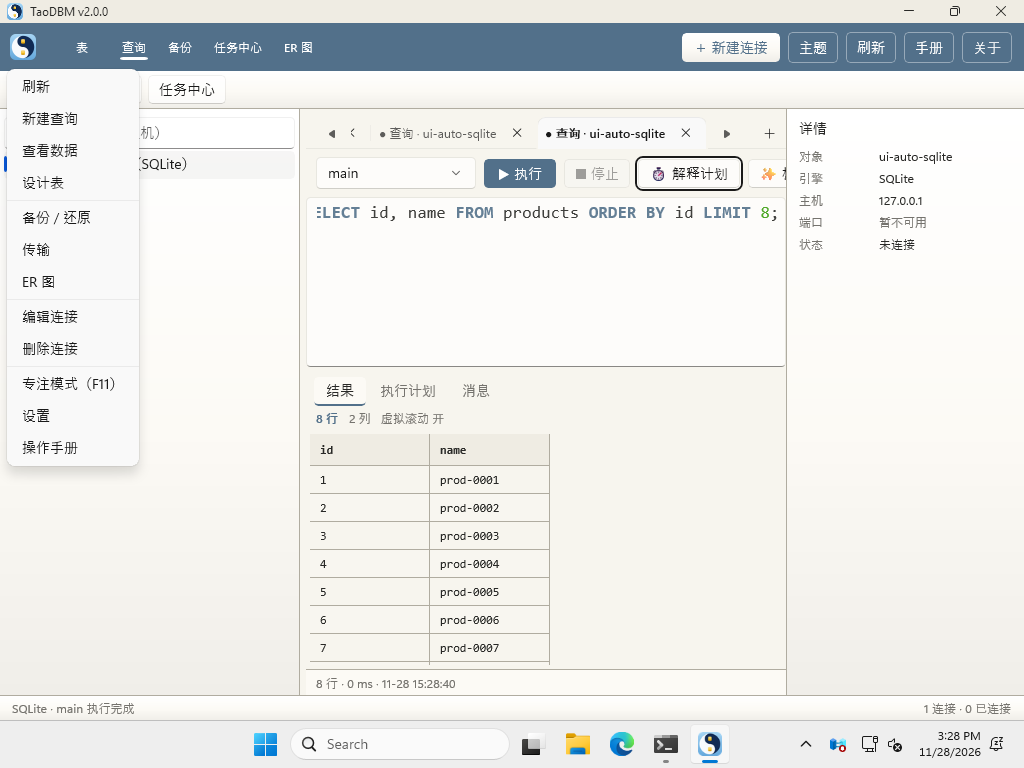 TaoDBM v2.0.0
表
查询
备份
任务中心
ER 图
＋ 新建连接
主题
刷新
手册
关于
任务中心
刷新
新建查询
查看数据
设计表
备份 / 还原
传输
ER 图
编辑连接
删除连接
专注模式（F11）
设置
操作手册
机）
(SQLite)
● 查询 · ui-auto-sqlite
● 查询 · ui-auto-sqlite
main
执行
停止
解释计划
ELECT id, name FROM products ORDER BY id LIMIT 8;
结果
执行计划
消息
8 行 2 列 虚拟滚动 开
id name
1 prod-0001
2 prod-0002
3 prod-0003
4 prod-0004
5 prod-0005
6 prod-0006
7 prod-0007
8 行 · 0 ms · 11-28 15:28:40
详情
对象 ui-auto-sqlite
引擎 SQLite
主机 127.0.0.1
端口 暂不可用
状态 未连接
SQLite · main 执行完成
1 连接 · 0 已连接
Search
3:28 PM
11/28/2026